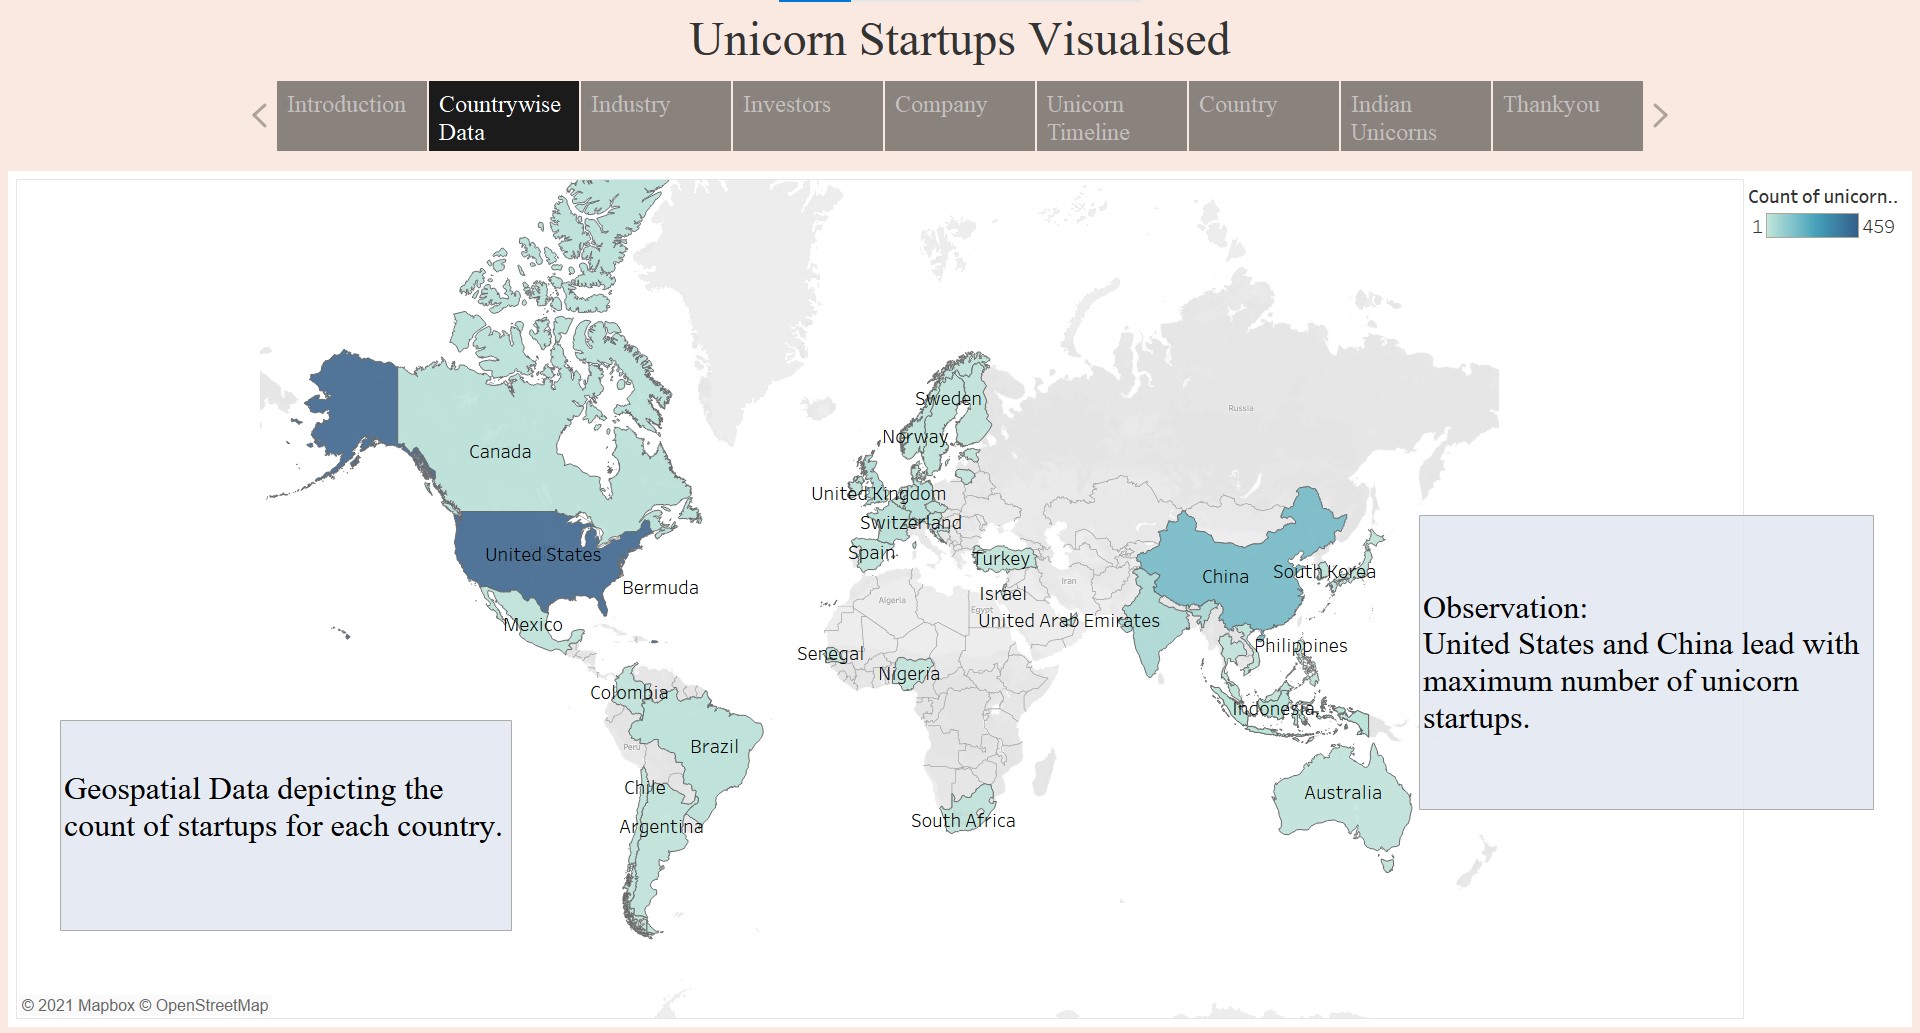 Unicorn Startups Visualised
Introduction
Countrywise
Data
Industry
Investors
Company
Unicorn
Timeline
Country
Indian
Unicorns
Thankyou
Count of unicorn..
1
459
Sweden
Russia
Norway
Canada
United Kingdom
Switzerland
Spain
Turkey
United States
China
South Korea
Iran
Bermuda
Israel
Algeria
Egypt
Mexico
United Arab Emirates
Philippines
Senegal
Nigeria
Colombia
Indonesia
Brazil
Peru
Chile
Australia
Argentina
South Africa
Observation:
United States and China lead with
maximum number of unicorn
startups.
Geospatial Data depicting the
count of startups for each country.
© 2021 Mapbox © OpenStreetMap